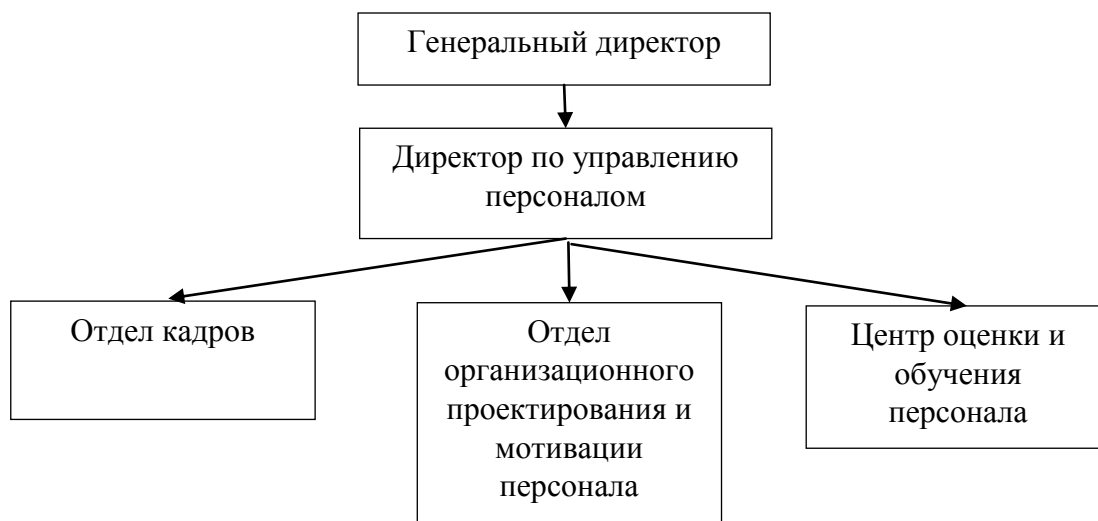 Генеральный директор
Директор по управлению
персоналом
Отдел кадров
Отдел
организационного
проектирования и
мотивации
персонала
Центр оценки и
обучения
персонала